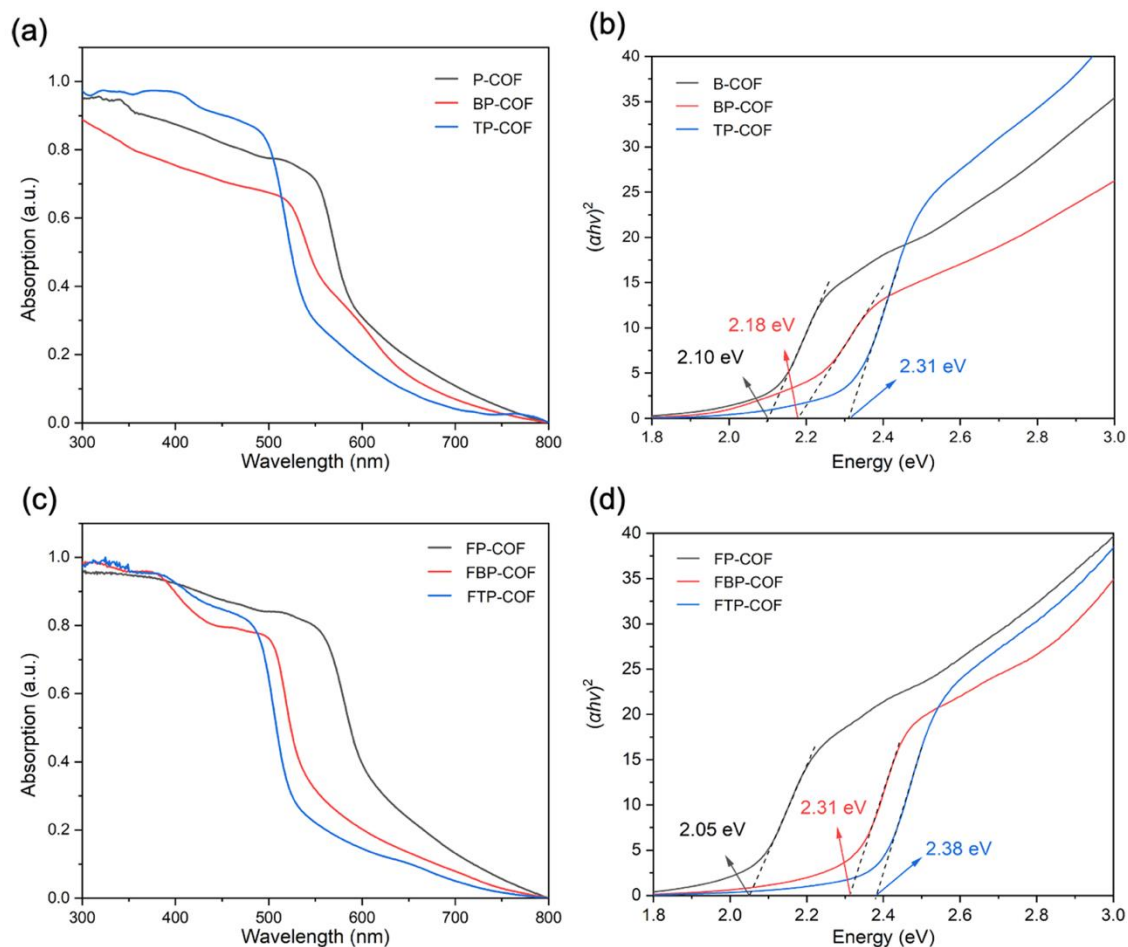 (a)
1.0
0.8
0.6
0.4
0.2
0.0
Absorption (a.u.)
300
400
500
600
700
800
Wavelength (nm)
P-COF
BP-COF
TP-COF
(b)
40
35
30
25
20
15
10
5
0
(αhv)²
1.8
2.0
2.2
2.4
2.6
2.8
3.0
Energy (eV)
B-COF
BP-COF
TP-COF
2.18 eV
2.10 eV
2.31 eV
(c)
1.0
0.8
0.6
0.4
0.2
0.0
Absorption (a.u.)
300
400
500
600
700
800
Wavelength (nm)
FP-COF
FBP-COF
FTP-COF
(d)
40
35
30
25
20
15
10
5
0
(αhv)²
1.8
2.0
2.2
2.4
2.6
2.8
3.0
Energy (eV)
FP-COF
FBP-COF
FTP-COF
2.31 eV
2.05 eV
2.38 eV